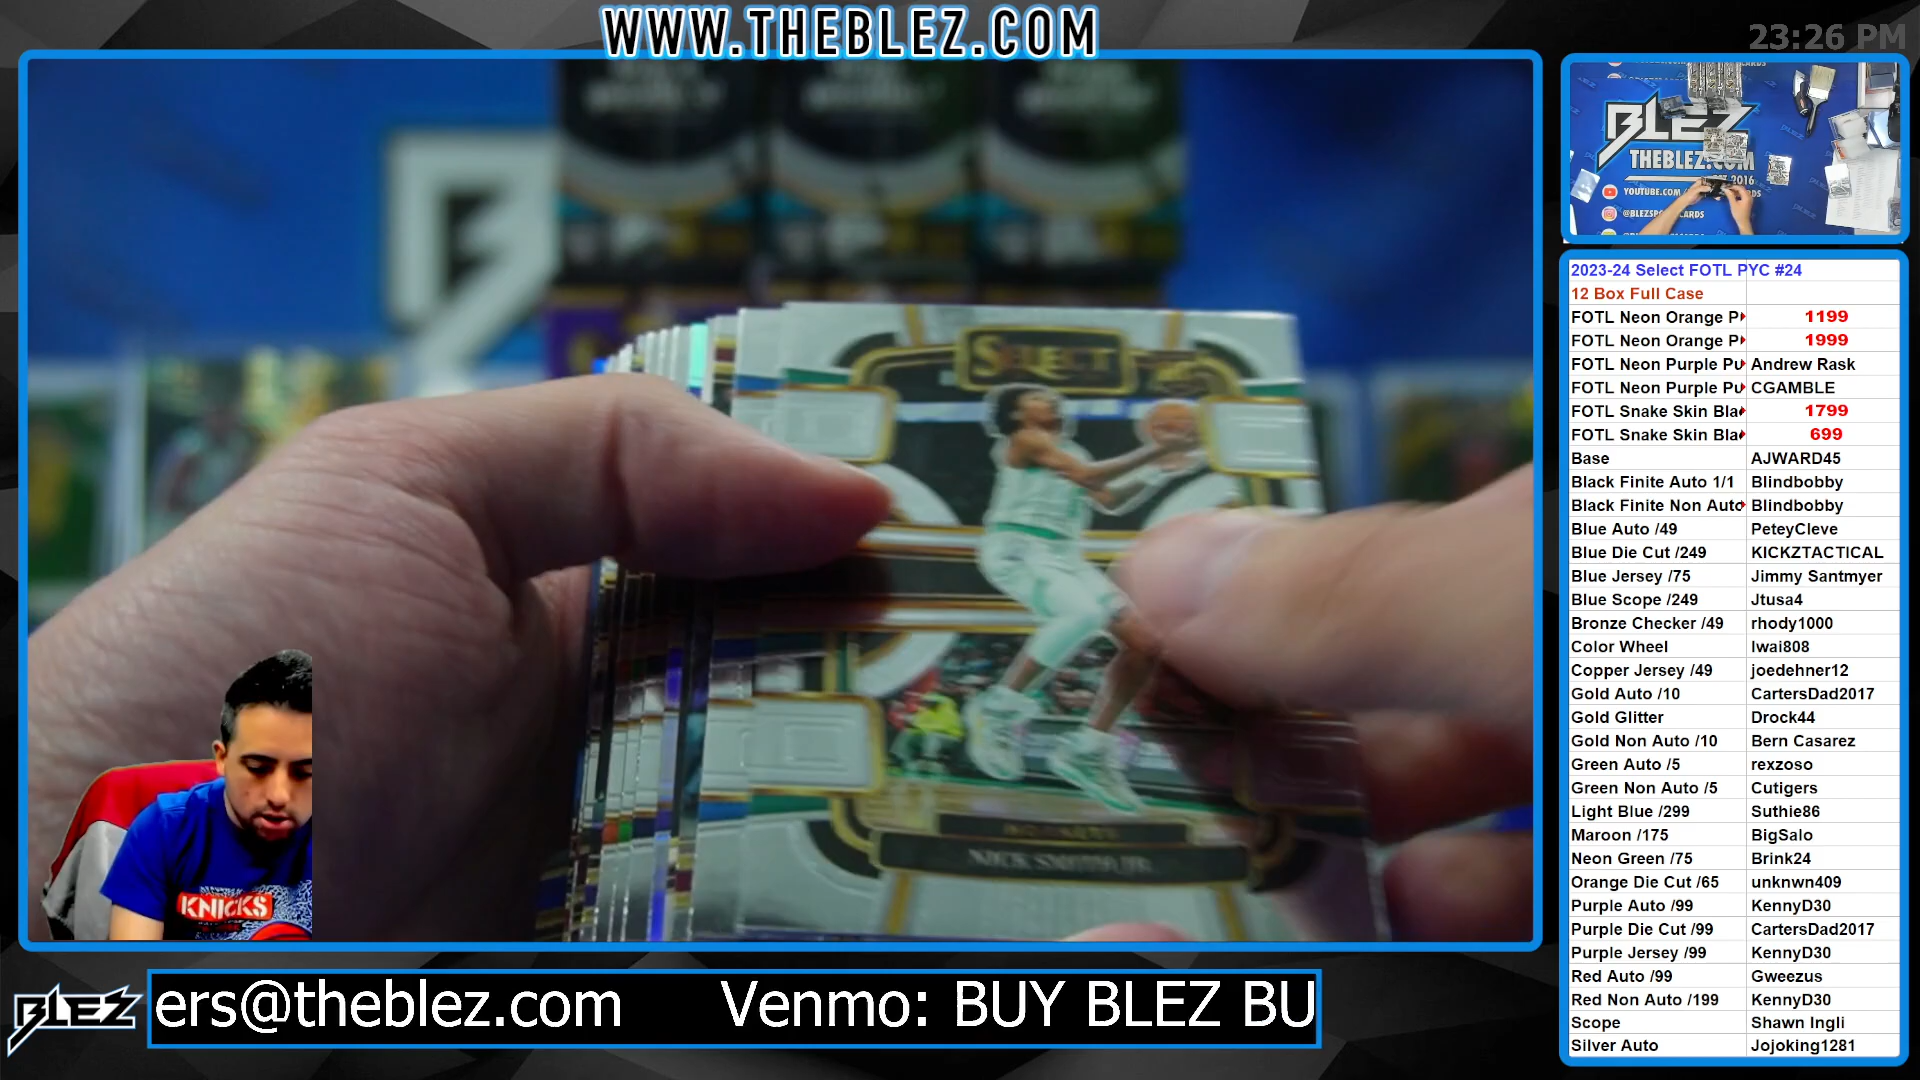 WWW.THEBLEZ.COM
23:26 PM
BLEZ
THEBLEZ.COM
2016
YOUTUBE.COM
2023-24 Select FOTL PYC #24
12 Box Full Case
FOTL Neon Orange P 1199
FOTL Neon Orange P 1999
FOTL Neon Purple Pu Andrew Rask
FOTL Neon Purple Pu CGAMBLE
FOTL Snake Skin Bla 1799
FOTL Snake Skin Bla 699
Base AJWARD45
Black Finite Auto 1/1 Blindbobby
Black Finite Non Auto Blindbobby
Blue Auto /49 PeteyCleve
Blue Die Cut /249 KICKZTACTICAL
Blue Jersey /75 Jimmy Santmyer
Blue Scope /249 Jtusa4
Bronze Checker /49 rhody1000
Color Wheel Iwai808
Copper Jersey /49 joedehner12
Gold Auto /10 CartersDad2017
Gold Glitter Drock44
Gold Non Auto /10 Bern Casarez
Green Auto /5 rexzoso
Green Non Auto /5 Cutigers
Light Blue /299 Suthie86
Maroon /175 BigSalo
Neon Green /75 Brink24
Orange Die Cut /65 unknwn409
Purple Auto /99 KennyD30
Purple Die Cut /99 CartersDad2017
Purple Jersey /99 KennyD30
Red Auto /99 Gweezus
Red Non Auto /199 KennyD30
Scope Shawn Ingli
Silver Auto Jojoking1281
SELECT
NICK SMITH JR.
KNICKS
BLEZ
ers@theblez.com Venmo: BUY BLEZ BU